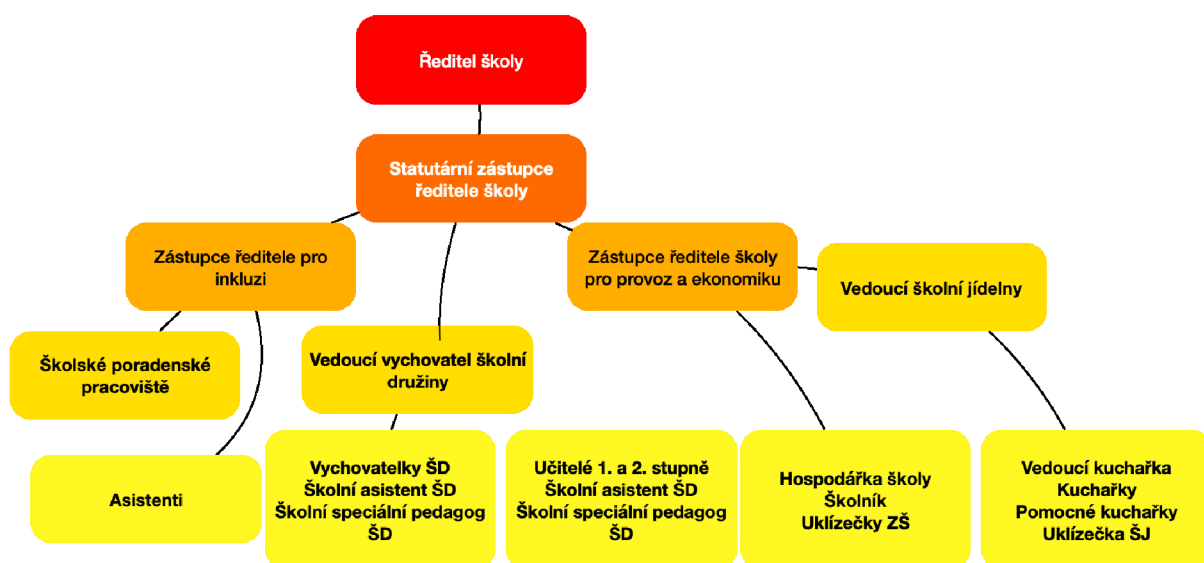 Ředitel školy
Statutární zástupce
ředitele školy
Zástupce ředitele pro
inkluzi
Zástupce ředitele školy
pro provoz a ekonomiku
Vedoucí školní jídelny
Školské poradenské
pracoviště
Vedoucí vychovatel školní
družiny
Asistenti
Vychovatelky ŠD
Školní asistent ŠD
Školní speciální pedagog
ŠD
Učitelé 1. a 2. stupně
Školní asistent ŠD
Školní speciální pedagog
ŠD
Hospodářka školy
Školník
Uklízečky ZŠ
Vedoucí kuchařka
Kuchařky
Pomocné kuchařky
Uklízečka ŠJ